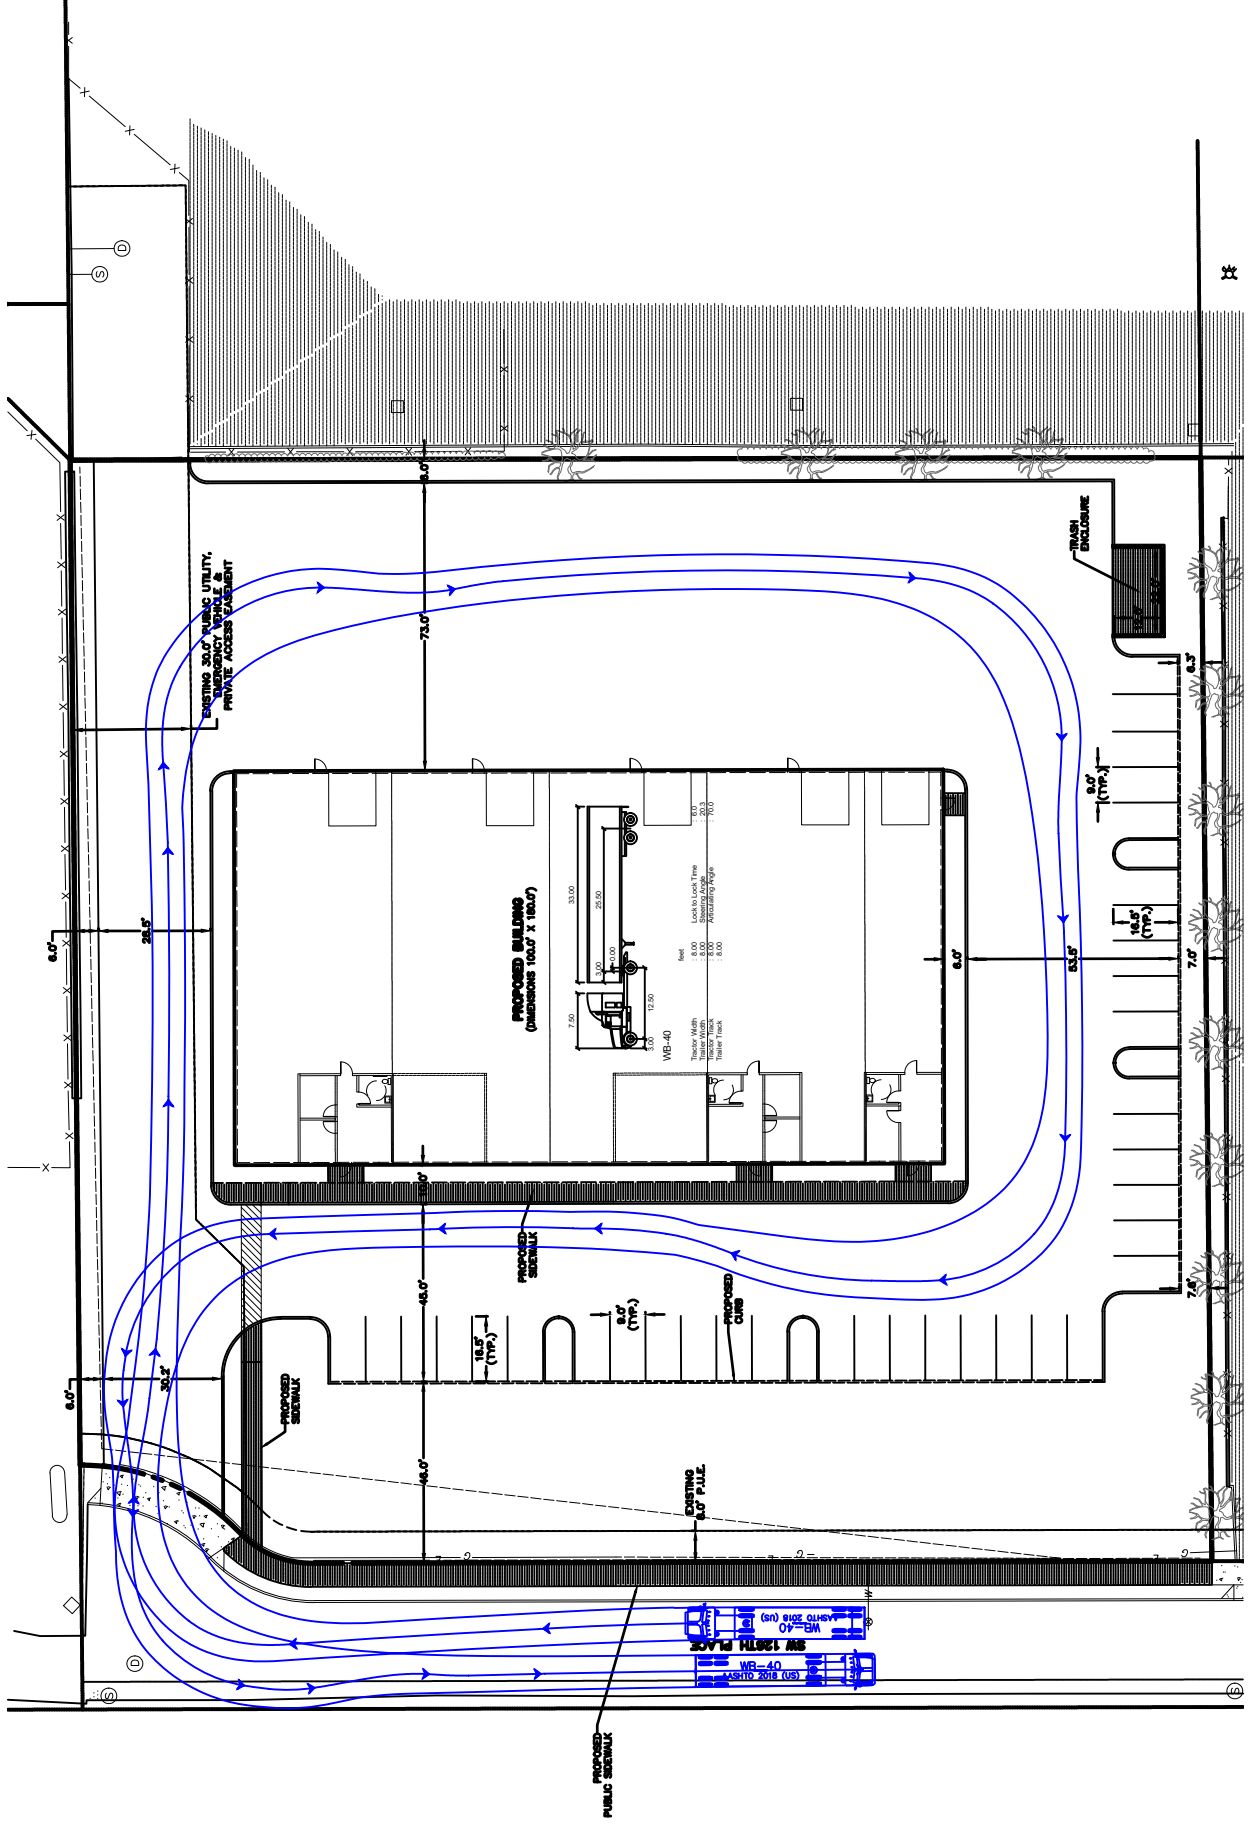 D
S
6.0'
EXISTING 30.0' PUBLIC UTILITY,
EMERGENCY VEHICLE &
PRIVATE ACCESS EASEMENT
73.0'
TRASH
ENCLOSURE
12.0'
6.3'
9.0'
(TYP.)
6.0'
28.5'
PROPOSED BUILDING
(DIMENSIONS 100.0' X 180.0')
33.00
25.50
3.00
0.00
7.50
12.50
3.00
WB-40
feet
Tractor Width : 8.00
Trailer Width : 8.00
Tractor Track : 8.00
Trailer Track : 8.00
Lock to Lock Time : 6.0
Steering Angle : 20.3
Articulating Angle : 70.0
16.5'
(TYP.)
6.0'
53.5'
7.0'
PROPOSED
SIDEWALK
45.0'
9.0'
(TYP.)
PROPOSED
CURB
7.6'
16.5'
(TYP.)
6.0'
30.2'
PROPOSED
SIDEWALK
46.0'
EXISTING
8.0' P.U.E.
G
G
G
W
WB-40
AASHTO 2018 (US)
SW 126TH PLACE
WB-40
AASHTO 2018 (US)
D
S
S
PROPOSED
PUBLIC SIDEWALK